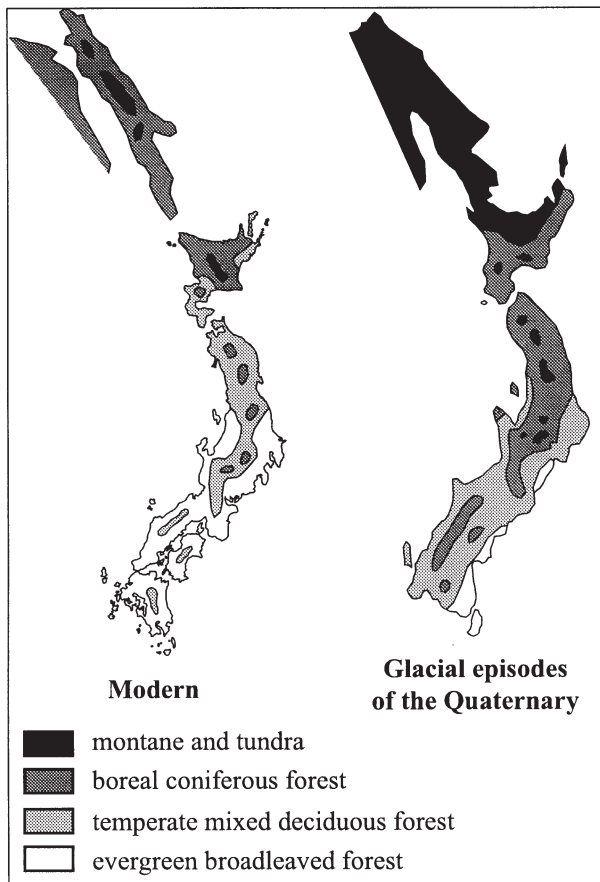 Modern
Glacial episodes
of the Quaternary
montane and tundra
boreal coniferous forest
temperate mixed deciduous forest
evergreen broadleaved forest